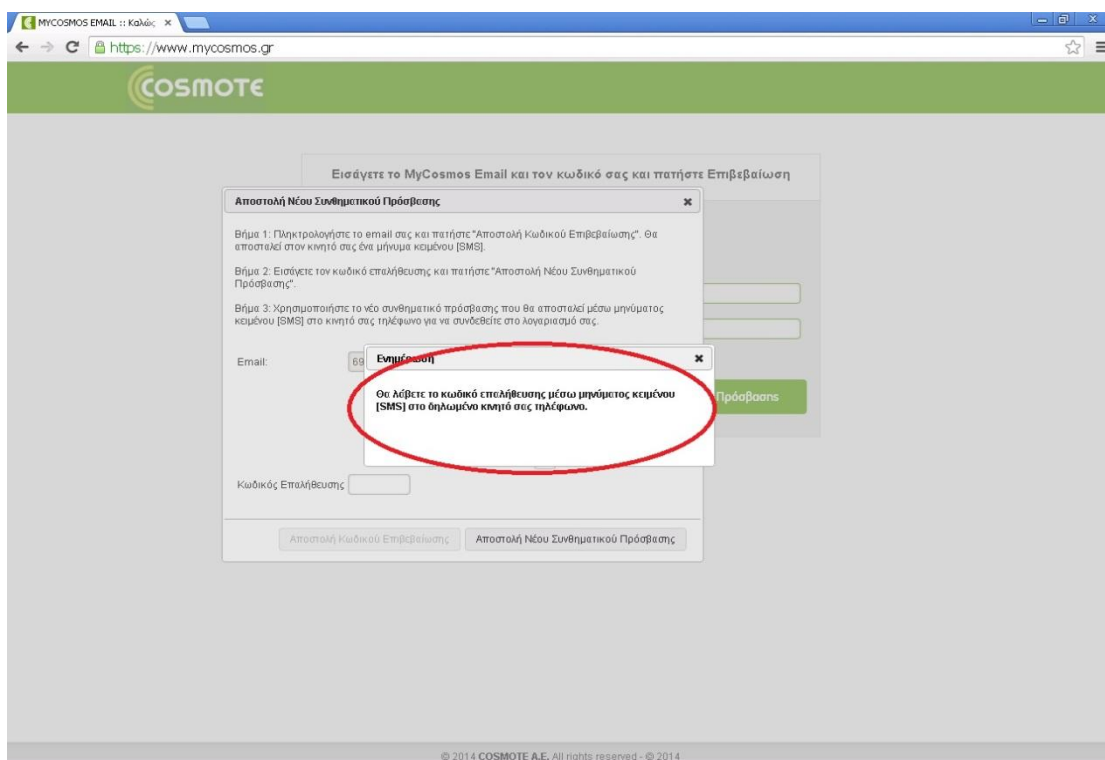 MYCOSMOS EMAIL :: Καλώς
https://www.mycosmos.gr
COSMOTE
Εισάγετε το MyCosmos Email και τον κωδικό σας και πατήστε Επιβεβαίωση
Αποστολή Νέου Συνθηματικού Πρόσβασης
Βήμα 1: Πληκτρολογήστε το email σας και πατήστε "Αποστολή Κωδικού Επιβεβαίωσης". Θα
αποσταλεί στον κινητό σας ένα μήνυμα κειμένου [SMS].
Βήμα 2: Εισάγετε τον κωδικό επαλήθευσης και πατήστε "Αποστολή Νέου Συνθηματικού
Πρόσβασης".
Βήμα 3: Χρησιμοποιήστε το νέο συνθηματικό πρόσβασης που θα αποσταλεί μέσω μηνύματος
κειμένου [SMS] στο κινητό σας τηλέφωνο για να συνδεθείτε στο λογαριασμό σας.
Email: 69
Ενημέρωση
Θα λάβετε το κωδικό επαλήθευσης μέσω μηνύματος κειμένου
[SMS] στο δηλωμένο κινητό σας τηλέφωνο.
Πρόσβασης
Κωδικός Επαλήθευσης
Αποστολή Κωδικού Επιβεβαίωσης Αποστολή Νέου Συνθηματικού Πρόσβασης
© 2014 COSMOTE A.E. All rights reserved - © 2014